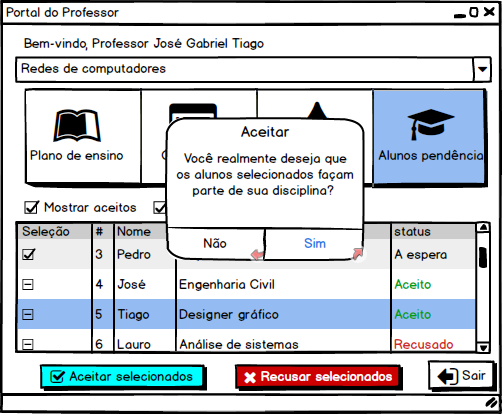 Portal do Professor
Bem-vindo, Professor José Gabriel Tiago
Redes de computadores
Plano de ensino
Alunos pendência
Aceitar
Você realmente deseja que
os alunos selecionados façam
parte de sua disciplina?
Não Sim
Mostrar aceitos
Seleção # Nome status
3 Pedro A espera
4 José Engenharia Civil Aceito
5 Tiago Designer gráfico Aceito
6 Lauro Análise de sistemas Recusado
Aceitar selecionados Recusar selecionados Sair